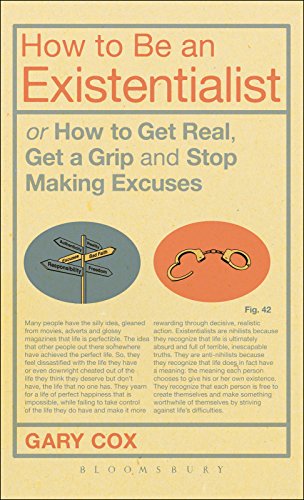 How to Be an
Existentialist
or How to Get Real,
Get a Grip and Stop
Making Excuses
Authenticity
Reality
Excuses
Bad Faith
Responsibility
Freedom
Fig. 42
Many people have the silly idea, gleaned
from movies, adverts and glossy
magazines that life is perfectible. The idea
that other people out there somewhere
have achieved the perfect life. So, they
feel dissatisfied with the life they have
or even downright cheated out of the
life they think they deserve but don't
have, the life that no one has. They yearn
for a life of perfect happiness that is
impossible, while failing to take control
of the life they do have and make it more
rewarding through decisive, realistic
action. Existentialists are nihilists because
they recognize that life is ultimately
absurd and full of terrible, inescapable
truths. They are anti-nihilists because
they recognize that life does in fact have
a meaning: the meaning each person
chooses to give his or her own existence.
They recognize that each person is free to
create themselves and make something
worthwhile of themselves by striving
against life's difficulties.
GARY COX
BLOOMSBURY